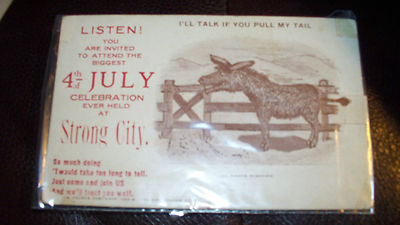 I'LL TALK IF YOU PULL MY TAIL
LISTEN!
YOU
ARE INVITED
TO ATTEND THE
BIGGEST
4th of JULY
CELEBRATION
EVER HELD
AT
Strong City.
So much doing
'Twould take too long to tell.
Just come and join US
And we'll treat you well.